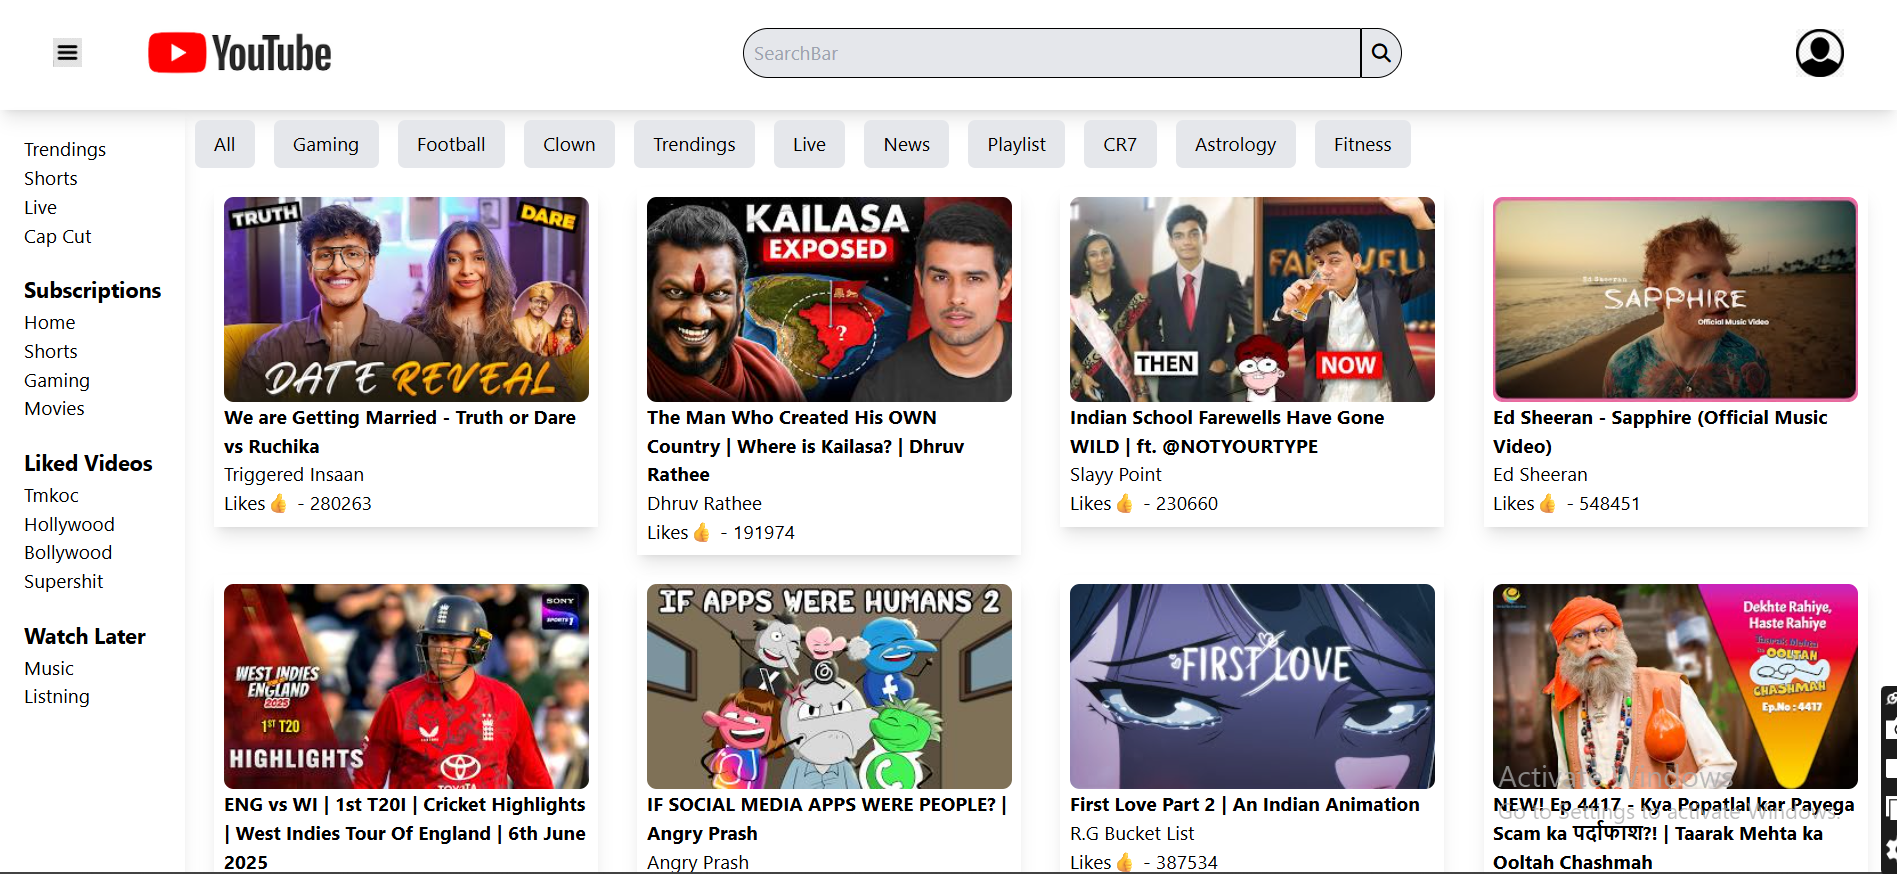 YouTube
SearchBar
All Gaming Football Clown Trendings Live News Playlist CR7 Astrology Fitness
Trendings
Shorts
Live
Cap Cut
Subscriptions
Home
Shorts
Gaming
Movies
Liked Videos
Tmkoc
Hollywood
Bollywood
Supershit
Watch Later
Music
Listning
TRUTH DARE
DATE REVEAL
We are Getting Married - Truth or Dare
vs Ruchika
Triggered Insaan
Likes👍 - 280263
KAILASA
EXPOSED
?
The Man Who Created His OWN
Country | Where is Kailasa? | Dhruv
Rathee
Dhruv Rathee
Likes👍 - 191974
THEN NOW
Indian School Farewells Have Gone
WILD | ft. @NOTYOURTYPE
Slayy Point
Likes👍 - 230660
Ed Sheeran
SAPPHIRE
Official Music Video
Ed Sheeran - Sapphire (Official Music
Video)
Ed Sheeran
Likes👍 - 548451
SONY
SPORTS 1
WEST INDIES
ENGLAND
2025
1ST T20
HIGHLIGHTS
TOYOTA
ENG vs WI | 1st T20I | Cricket Highlights
| West Indies Tour Of England | 6th June
2025
IF APPS WERE HUMANS 2
IF SOCIAL MEDIA APPS WERE PEOPLE? |
Angry Prash
Angry Prash
FIRST LOVE
First Love Part 2 | An Indian Animation
R.G Bucket List
Likes👍 - 387534
Dekhte Rahiye,
Haste Rahiye
Taarak Mehta
OOLTAH
CHASHMAH
Ep.No : 4417
NEW! Ep 4417 - Kya Popatlal kar Payega
Scam ka पर्दाफाश?! | Taarak Mehta ka
Ooltah Chashmah
Activate Windows
Go to Settings to activate Windows.